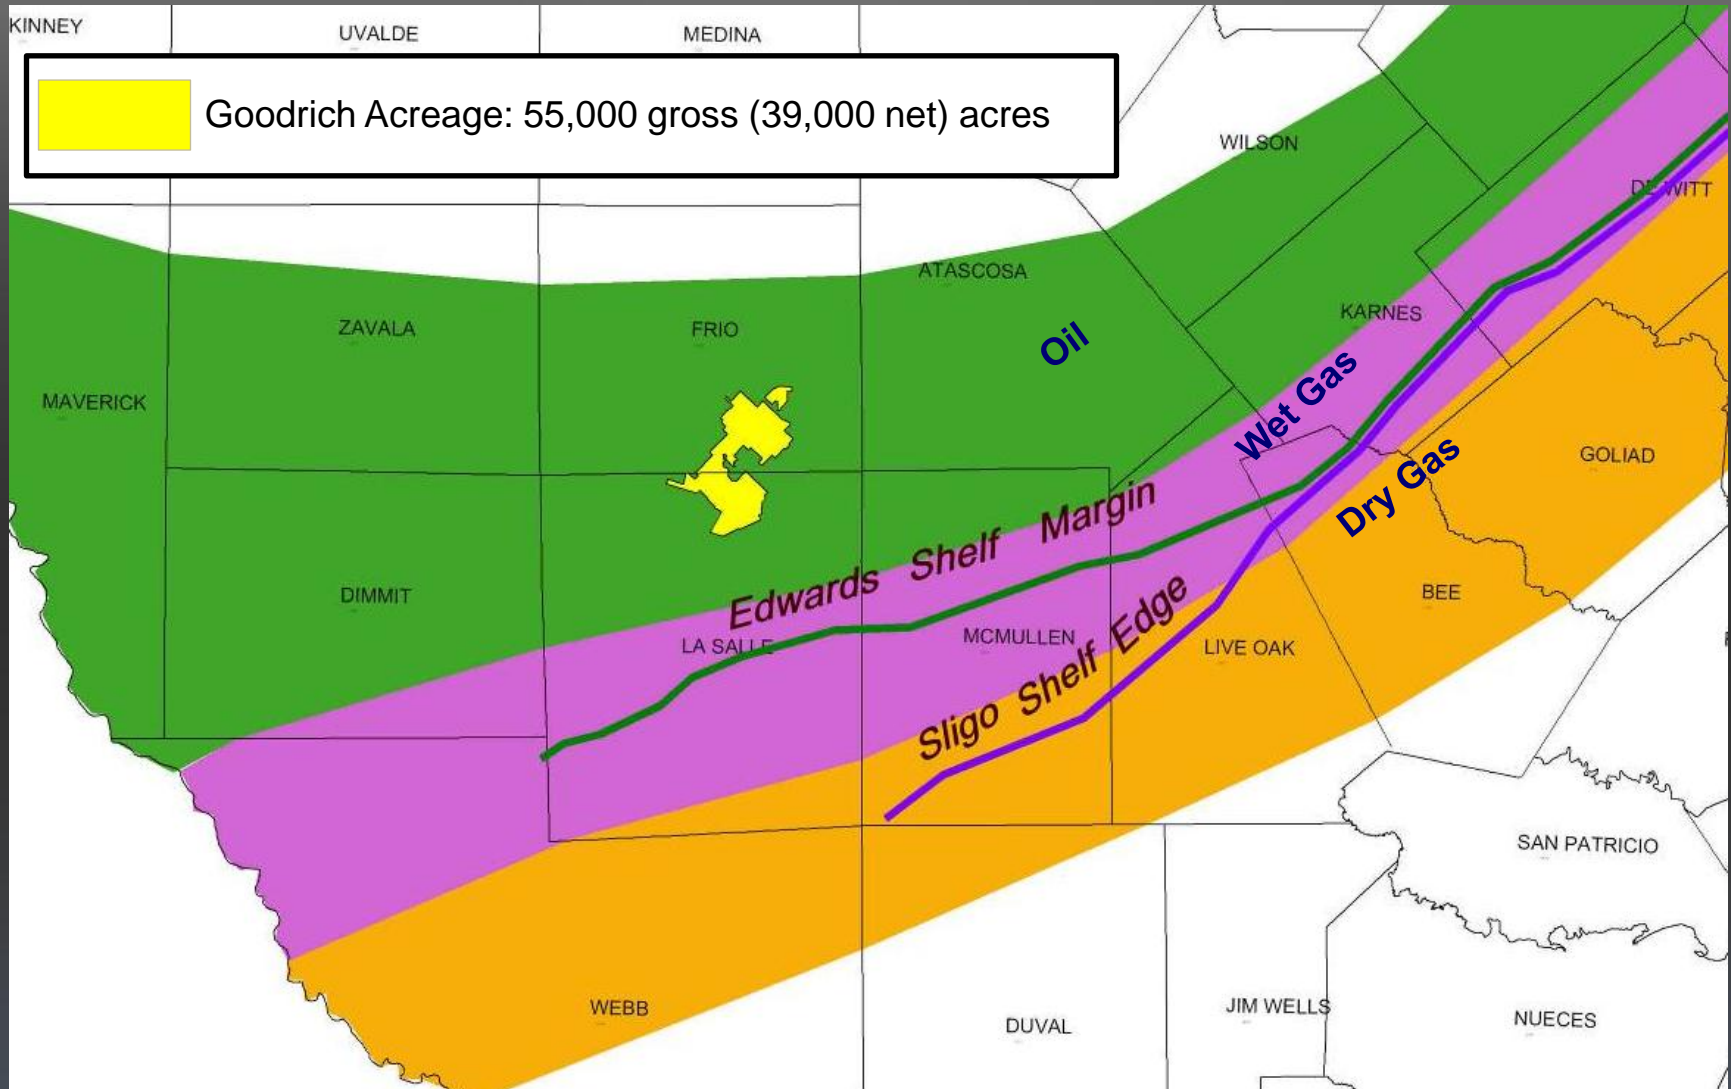 KINNEY
UVALDE
MEDINA
Goodrich Acreage: 55,000 gross (39,000 net) acres
WILSON
DE WITT
ATASCOSA
ZAVALA
FRIO
KARNES
Oil
MAVERICK
Wet Gas
GOLIAD
Dry Gas
Edwards Shelf Margin
DIMMIT
BEE
LA SALLE
MCMULLEN
LIVE OAK
Sligo Shelf Edge
SAN PATRICIO
WEBB
DUVAL
JIM WELLS
NUECES